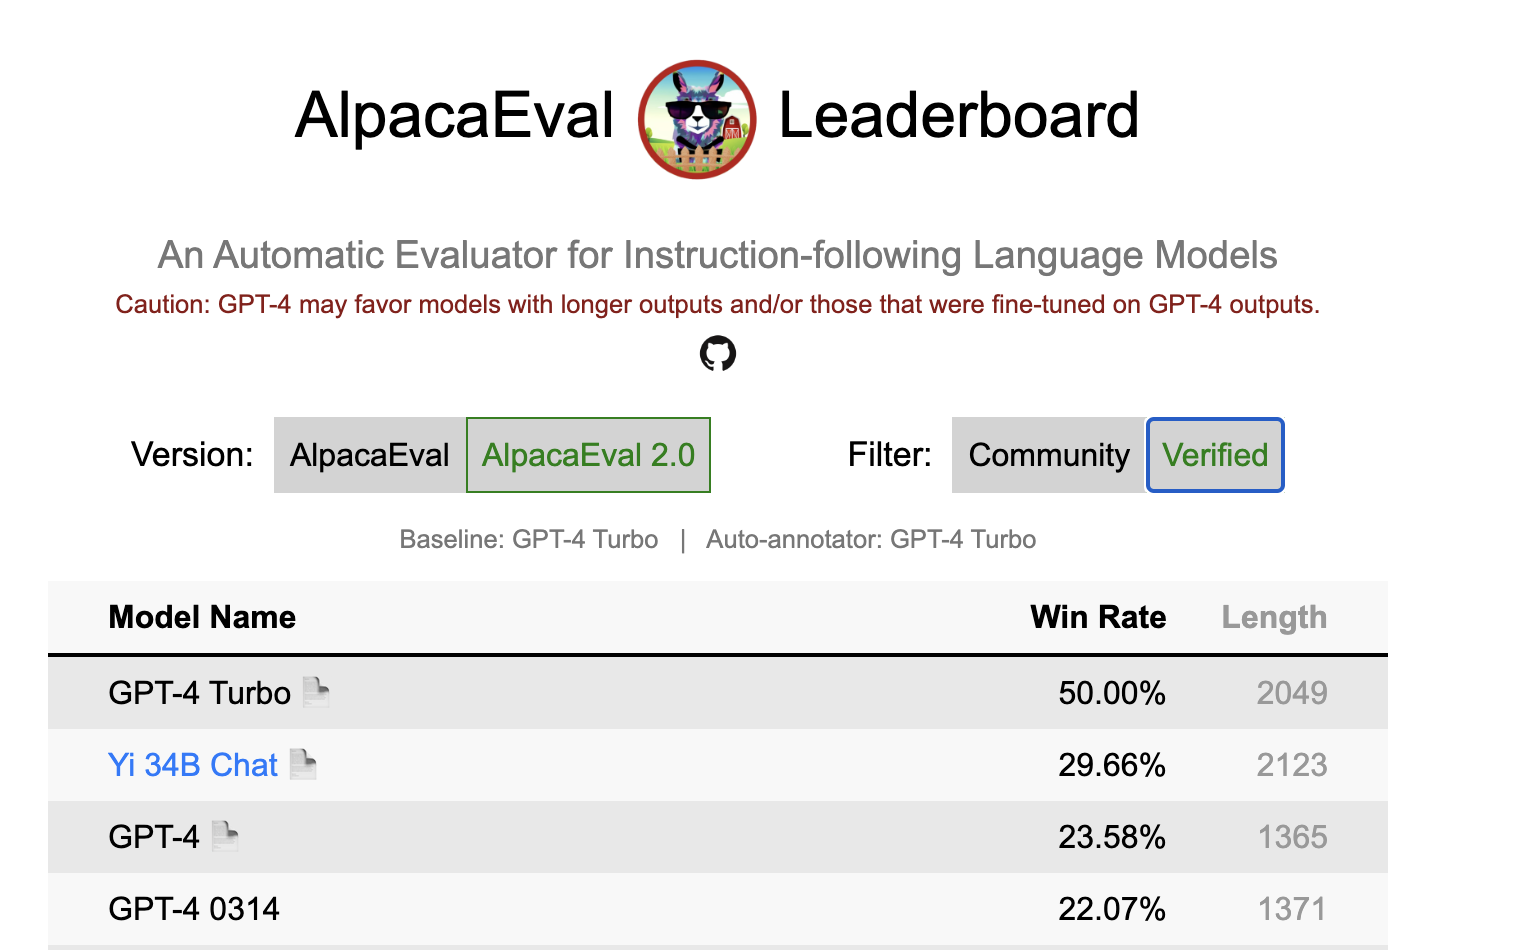 AlpacaEval Leaderboard
An Automatic Evaluator for Instruction-following Language Models
Caution: GPT-4 may favor models with longer outputs and/or those that were fine-tuned on GPT-4 outputs.
Version: AlpacaEval AlpacaEval 2.0 Filter: Community Verified
Baseline: GPT-4 Turbo | Auto-annotator: GPT-4 Turbo
Model Name Win Rate Length
GPT-4 Turbo 50.00% 2049
Yi 34B Chat 29.66% 2123
GPT-4 23.58% 1365
GPT-4 0314 22.07% 1371